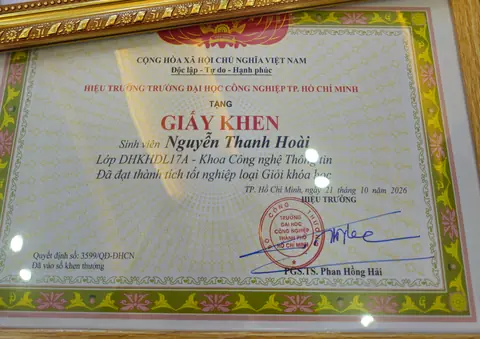 CỘNG HÒA XÃ HỘI CHỦ NGHĨA VIỆT NAM
Độc lập - Tự do - Hạnh phúc
HIỆU TRƯỞNG TRƯỜNG ĐẠI HỌC CÔNG NGHIỆP TP. HỒ CHÍ MINH
TẶNG
GIẤY KHEN
Sinh viên Nguyễn Thanh Hoài
Lớp DHKHDL17A - Khoa Công nghệ Thông tin
Đã đạt thành tích tốt nghiệp loại Giỏi khóa học
TP. Hồ Chí Minh, ngày 21 tháng 10 năm 2026
HIỆU TRƯỞNG
BỘ CÔNG THƯƠNG
TRƯỜNG
ĐẠI HỌC
CÔNG NGHIỆP
THÀNH PHỐ
HỒ CHÍ MINH
Quyết định số: 3599/QĐ-ĐHCN
Đã vào sổ khen thưởng
PGS.TS. Phan Hồng Hải